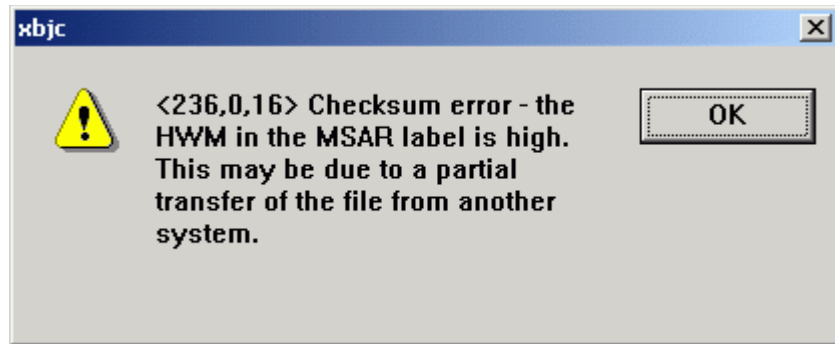 xbjc
<236,0,16> Checksum error - the
HWM in the MSAR label is high.
This may be due to a partial
transfer of the file from another
system.
OK